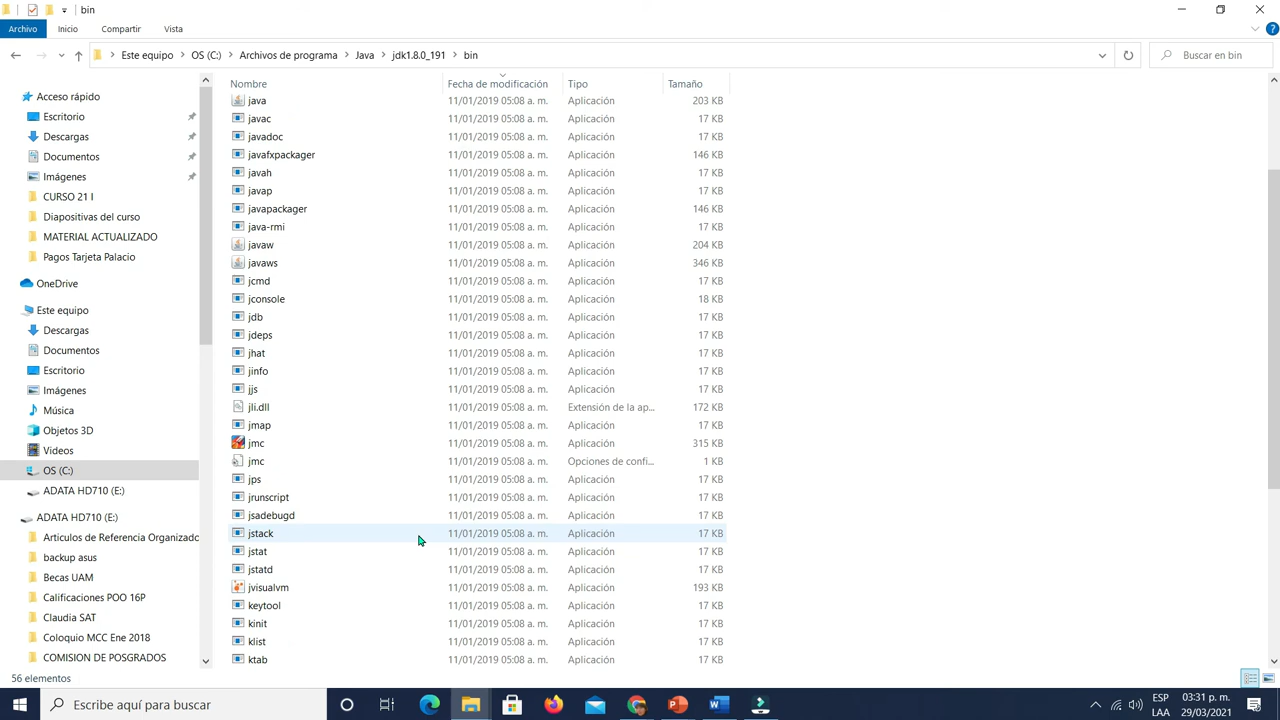 bin
Archivo Inicio Compartir Vista
Este equipo OS (C:) Archivos de programa Java jdk1.8.0_191 bin Buscar en bin
Acceso rápido
Escritorio
Descargas
Documentos
Imágenes
CURSO 21 I
Diapositivas del curso
MATERIAL ACTUALIZADO
Pagos Tarjeta Palacio
OneDrive
Este equipo
Descargas
Documentos
Escritorio
Imágenes
Música
Objetos 3D
Videos
OS (C:)
ADATA HD710 (E:)
ADATA HD710 (E:)
Articulos de Referencia Organizado
backup asus
Becas UAM
Calificaciones POO 16P
Claudia SAT
Coloquio MCC Ene 2018
COMISION DE POSGRADOS
Nombre Fecha de modificación Tipo Tamaño
java 11/01/2019 05:08 a. m. Aplicación 203 KB
javac 11/01/2019 05:08 a. m. Aplicación 17 KB
javadoc 11/01/2019 05:08 a. m. Aplicación 17 KB
javafxpackager 11/01/2019 05:08 a. m. Aplicación 146 KB
javah 11/01/2019 05:08 a. m. Aplicación 17 KB
javap 11/01/2019 05:08 a. m. Aplicación 17 KB
javapackager 11/01/2019 05:08 a. m. Aplicación 146 KB
java-rmi 11/01/2019 05:08 a. m. Aplicación 17 KB
javaw 11/01/2019 05:08 a. m. Aplicación 204 KB
javaws 11/01/2019 05:08 a. m. Aplicación 346 KB
jcmd 11/01/2019 05:08 a. m. Aplicación 17 KB
jconsole 11/01/2019 05:08 a. m. Aplicación 18 KB
jdb 11/01/2019 05:08 a. m. Aplicación 17 KB
jdeps 11/01/2019 05:08 a. m. Aplicación 17 KB
jhat 11/01/2019 05:08 a. m. Aplicación 17 KB
jinfo 11/01/2019 05:08 a. m. Aplicación 17 KB
jjs 11/01/2019 05:08 a. m. Aplicación 17 KB
jli.dll 11/01/2019 05:08 a. m. Extensión de la ap... 172 KB
jmap 11/01/2019 05:08 a. m. Aplicación 17 KB
jmc 11/01/2019 05:08 a. m. Aplicación 315 KB
jmc 11/01/2019 05:08 a. m. Opciones de confi... 1 KB
jps 11/01/2019 05:08 a. m. Aplicación 17 KB
jrunscript 11/01/2019 05:08 a. m. Aplicación 17 KB
jsadebugd 11/01/2019 05:08 a. m. Aplicación 17 KB
jstack 11/01/2019 05:08 a. m. Aplicación 17 KB
jstat 11/01/2019 05:08 a. m. Aplicación 17 KB
jstatd 11/01/2019 05:08 a. m. Aplicación 17 KB
jvisualvm 11/01/2019 05:08 a. m. Aplicación 193 KB
keytool 11/01/2019 05:08 a. m. Aplicación 17 KB
kinit 11/01/2019 05:08 a. m. Aplicación 17 KB
klist 11/01/2019 05:08 a. m. Aplicación 17 KB
ktab 11/01/2019 05:08 a. m. Aplicación 17 KB
56 elementos
Escribe aquí para buscar
ESP 03:31 p. m.
LAA 29/03/2021